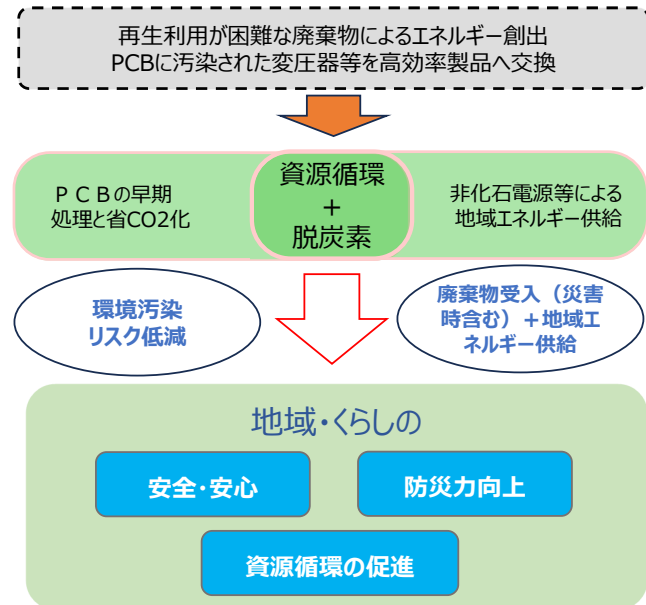 再生利用が困難な廃棄物によるエネルギー創出
PCBに汚染された変圧器等を高効率製品へ交換
ＰＣＢの早期
処理と省CO2化
資源循環
+
脱炭素
非化石電源等による
地域エネルギー供給
環境汚染
リスク低減
廃棄物受入（災害
時含む）＋地域エ
ネルギー供給
地域・くらしの
安全・安心
防災力向上
資源循環の促進